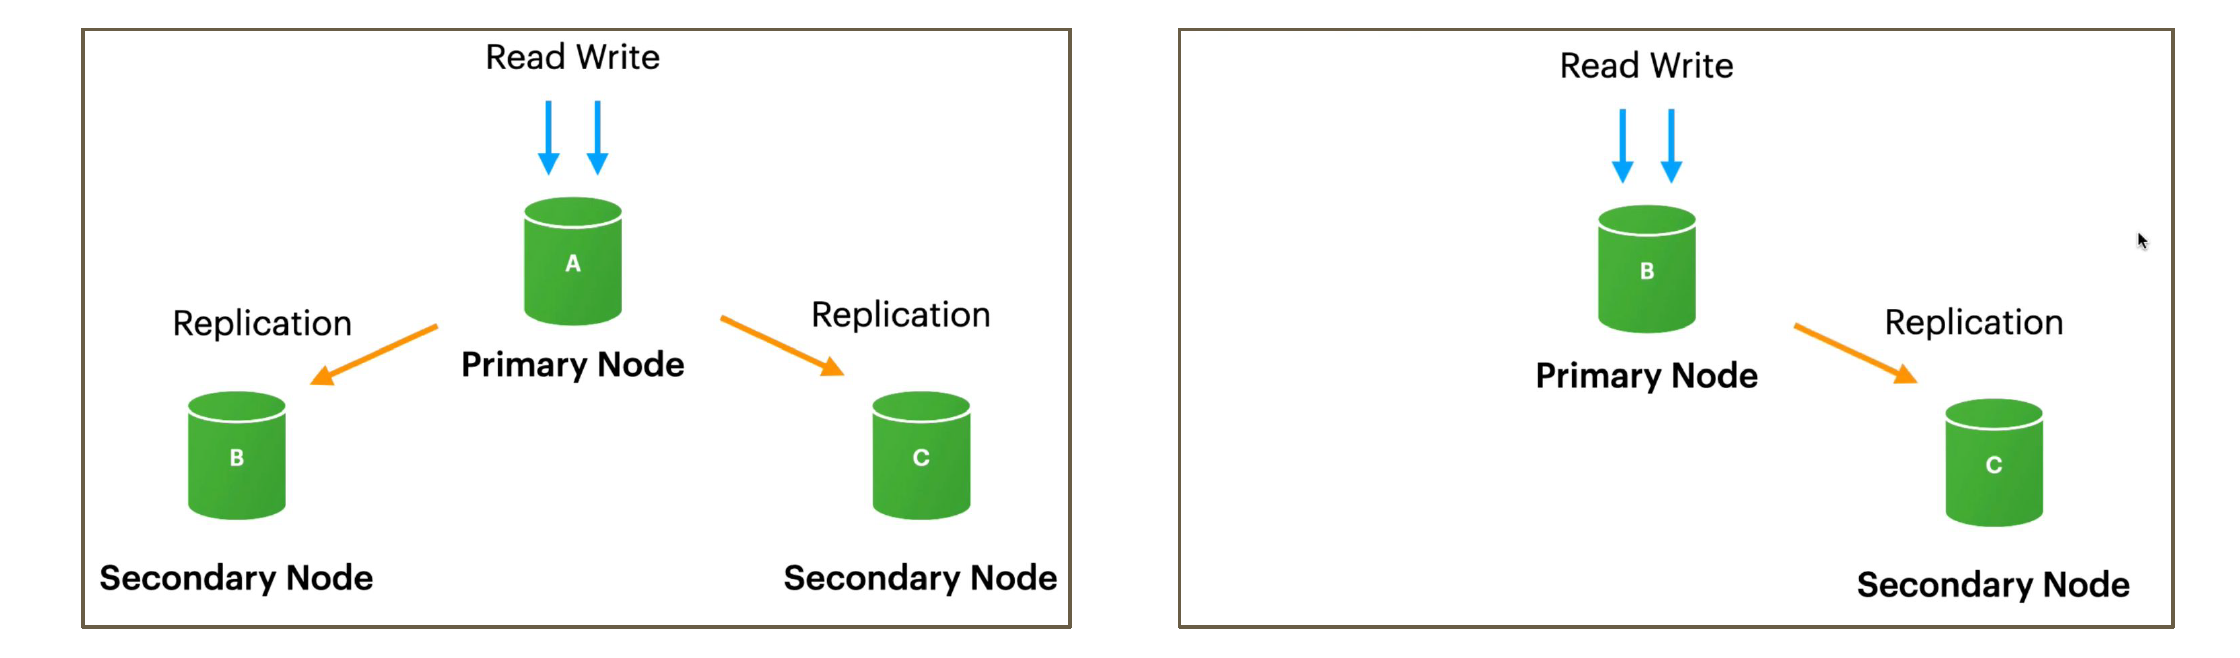 Read Write
A
Replication
Replication
Primary Node
B
C
Secondary Node
Secondary Node
Read Write
B
Replication
Primary Node
C
Secondary Node